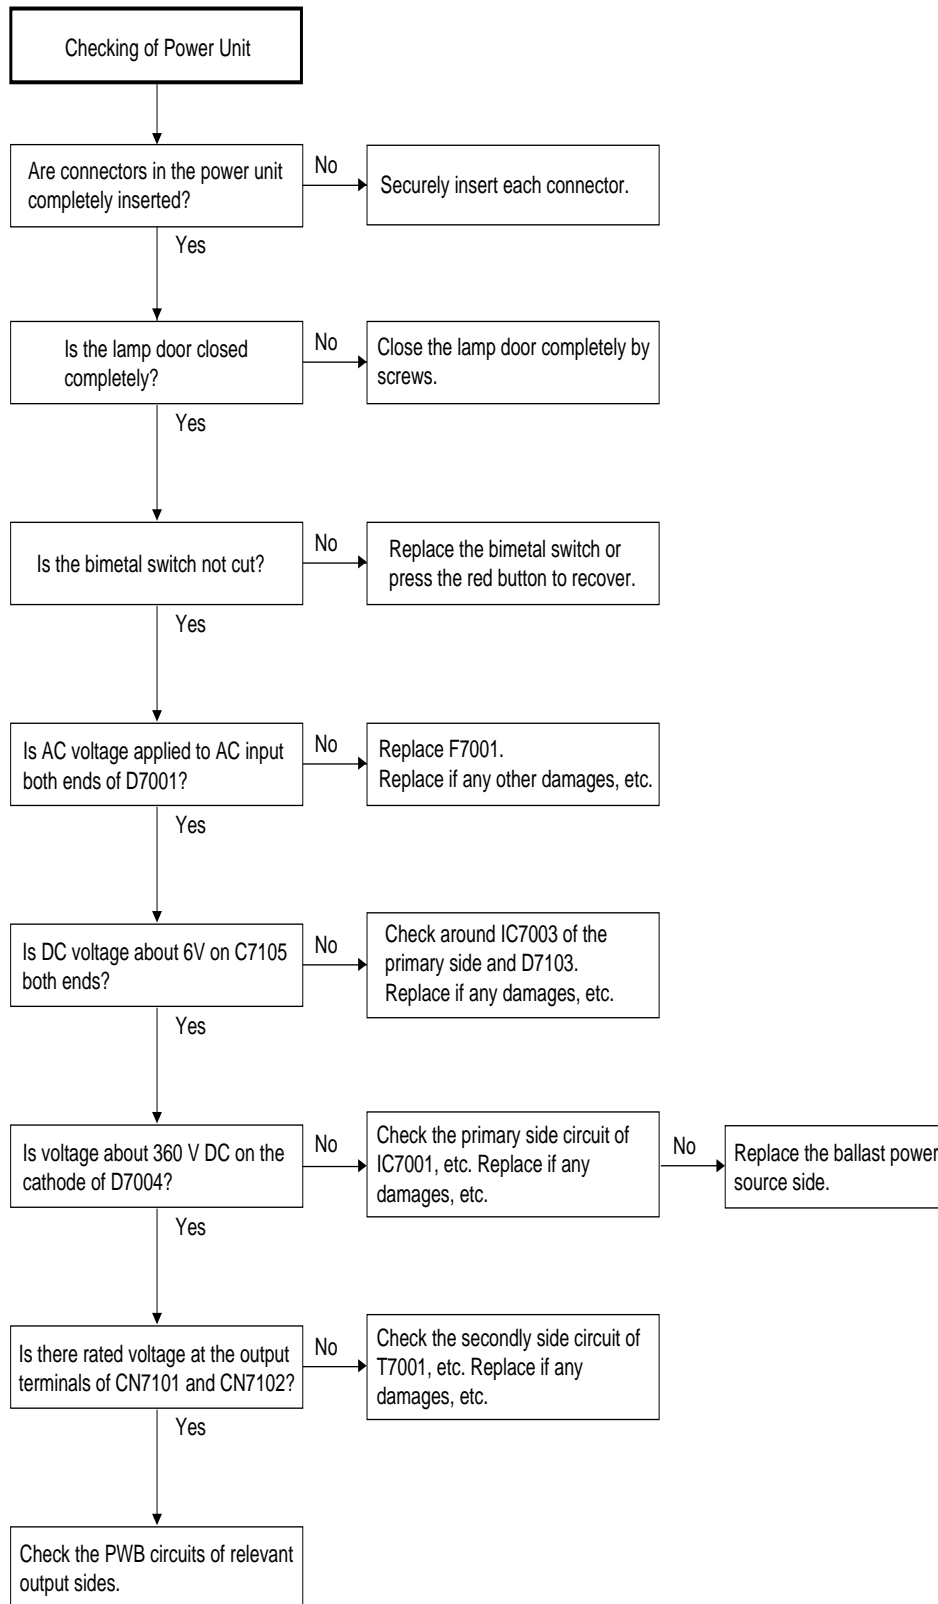 Checking of Power Unit
Are connectors in the power unit
completely inserted?
No
Securely insert each connector.
Yes
Is the lamp door closed
completely?
No
Close the lamp door completely by
screws.
Yes
Is the bimetal switch not cut?
No
Replace the bimetal switch or
press the red button to recover.
Yes
Is AC voltage applied to AC input
both ends of D7001?
No
Replace F7001.
Replace if any other damages, etc.
Yes
Is DC voltage about 6V on C7105
both ends?
No
Check around IC7003 of the
primary side and D7103.
Replace if any damages, etc.
Yes
Is voltage about 360 V DC on the
cathode of D7004?
No
Check the primary side circuit of
IC7001, etc. Replace if any
damages, etc.
No
Replace the ballast power
source side.
Yes
Is there rated voltage at the output
terminals of CN7101 and CN7102?
No
Check the secondly side circuit of
T7001, etc. Replace if any
damages, etc.
Yes
Check the PWB circuits of relevant
output sides.